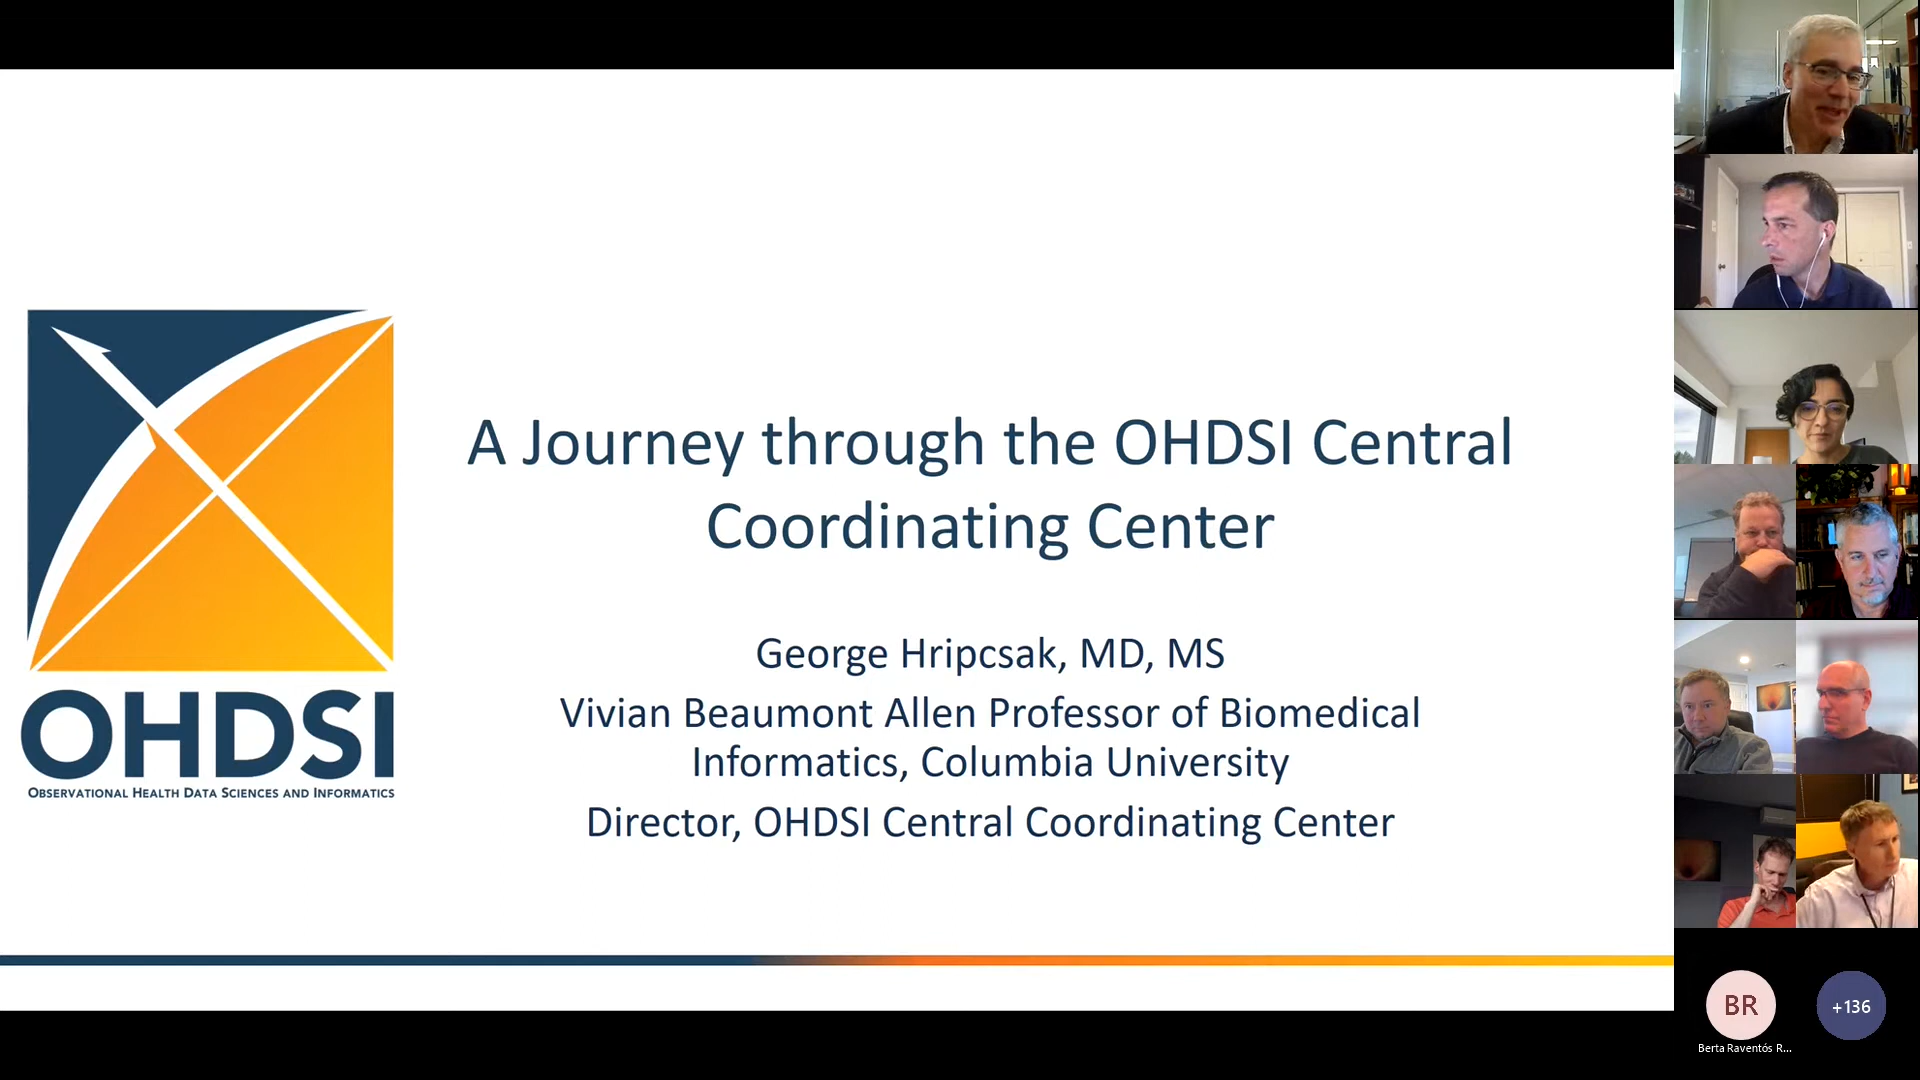 A Journey through the OHDSI Central
Coordinating Center
George Hripcsak, MD, MS
Vivian Beaumont Allen Professor of Biomedical
Informatics, Columbia University
Director, OHDSI Central Coordinating Center
OHDSI
OBSERVATIONAL HEALTH DATA SCIENCES AND INFORMATICS
BR
+136
Berta Raventós R...